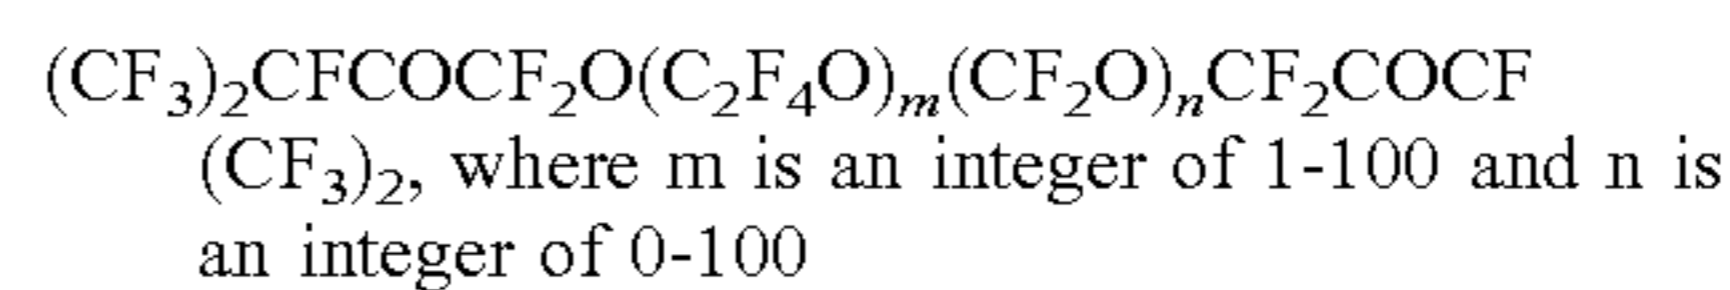 (CF₃)₂CFCOCF₂O(C₂F₄O)ₘ(CF₂O)ₙCF₂COCF
(CF₃)₂, where m is an integer of 1-100 and n is
an integer of 0-100